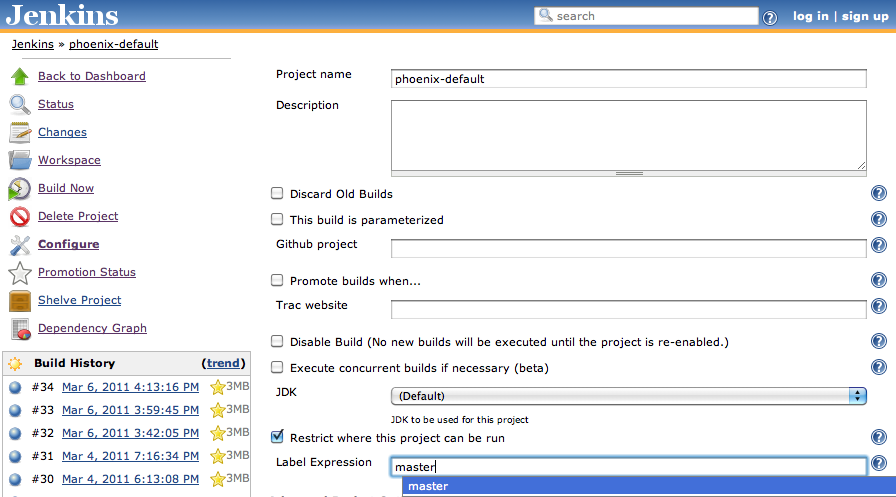 Jenkins
search
log in | sign up
Jenkins » phoenix-default
Back to Dashboard
Status
Changes
Workspace
Build Now
Delete Project
Configure
Promotion Status
Shelve Project
Dependency Graph
Build History (trend)
#34 Mar 6, 2011 4:13:16 PM 3MB
#33 Mar 6, 2011 3:59:45 PM 3MB
#32 Mar 6, 2011 3:42:05 PM 3MB
#31 Mar 4, 2011 7:16:34 PM 3MB
#30 Mar 4, 2011 6:13:08 PM 3MB
Project name phoenix-default
Description
Discard Old Builds
This build is parameterized
Github project
Promote builds when...
Trac website
Disable Build (No new builds will be executed until the project is re-enabled.)
Execute concurrent builds if necessary (beta)
JDK (Default)
JDK to be used for this project
Restrict where this project can be run
Label Expression master
master